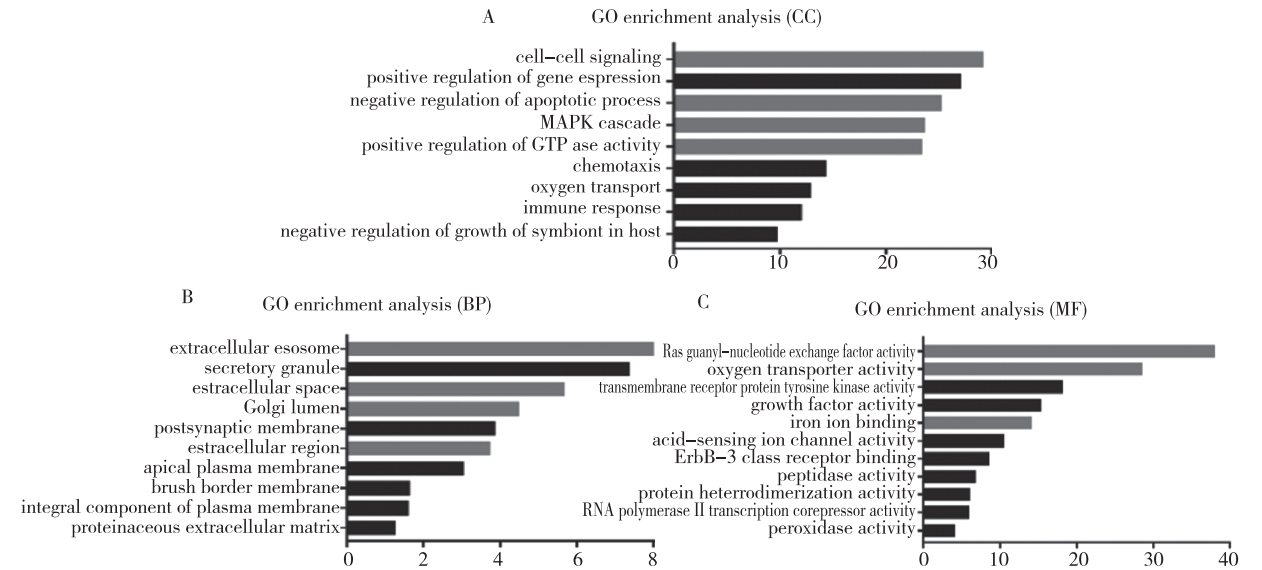 A GO enrichment analysis (CC)
cell–cell signaling
positive regulation of gene espression
negative regulation of apoptotic process
MAPK cascade
positive regulation of GTP ase activity
chemotaxis
oxygen transport
immune response
negative regulation of growth of symbiont in host
0 10 20 30
B GO enrichment analysis (BP)
extracellular esosome
secretory granule
estracellular space
Golgi lumen
postsynaptic membrane
estracellular region
apical plasma membrane
brush border membrane
integral component of plasma membrane
proteinaceous extracellular matrix
0 2 4 6 8
C GO enrichment analysis (MF)
Ras guanyl–nucleotide exchange factor activity
oxygen transporter activity
transmembrane receptor protein tyrosine kinase activity
growth factor activity
iron ion binding
acid–sensing ion channel activity
ErbB–3 class receptor binding
peptidase activity
protein heterrodimerization activity
RNA polymerase II transcription corepressor activity
peroxidase activity
0 10 20 30 40